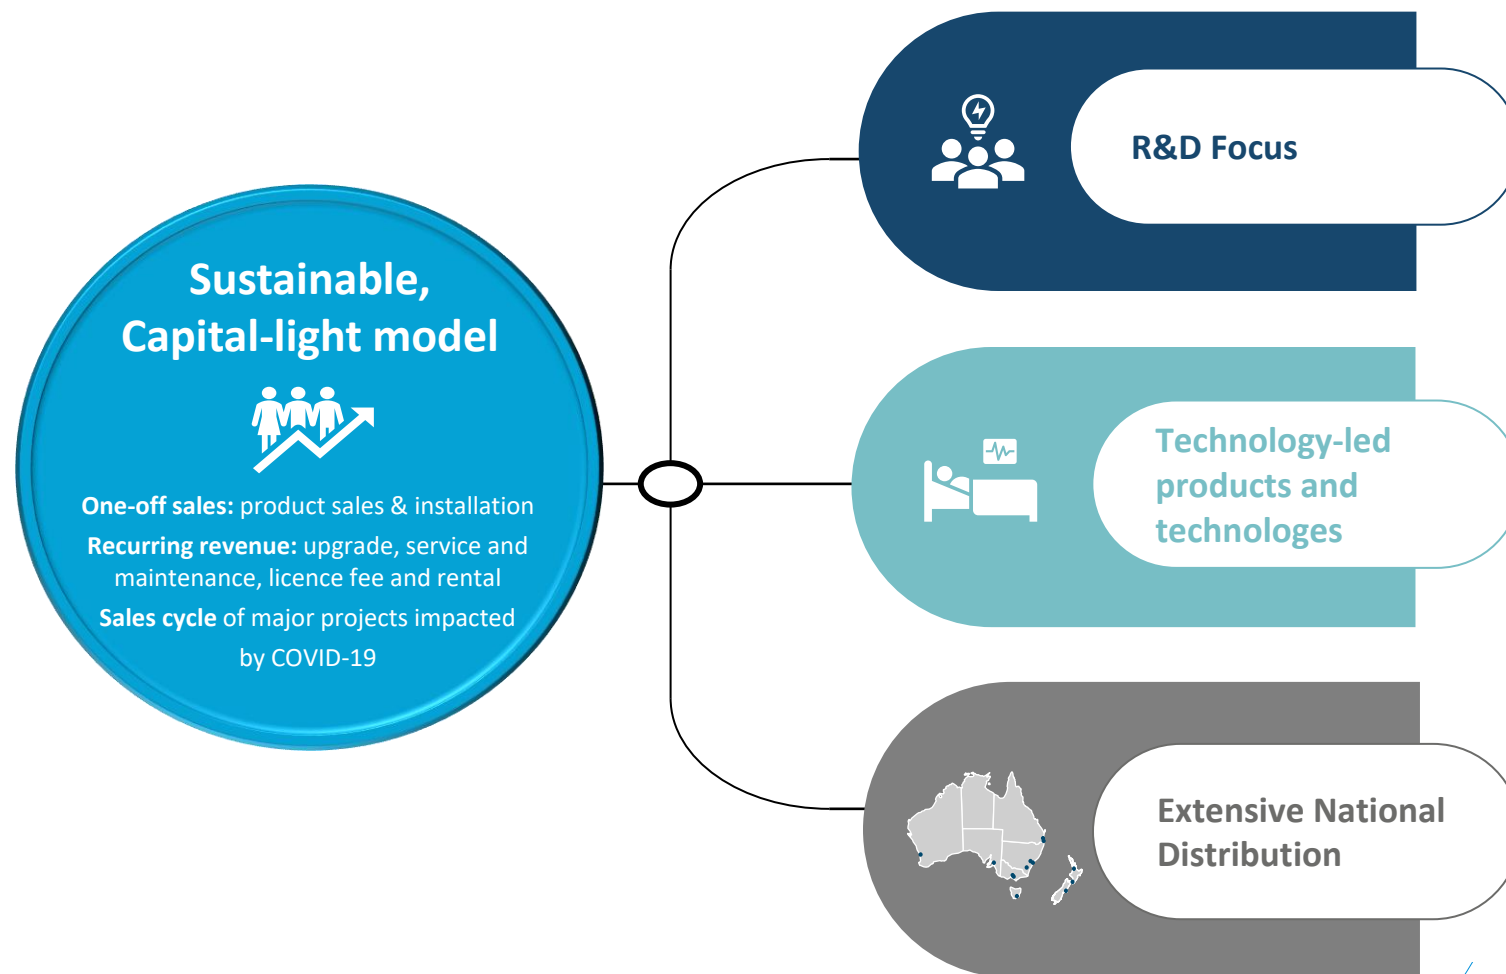 Sustainable,
Capital-light model
One-off sales: product sales & installation
Recurring revenue: upgrade, service and
maintenance, licence fee and rental
Sales cycle of major projects impacted
by COVID-19
R&D Focus
Technology-led
products and
technologes
Extensive National
Distribution